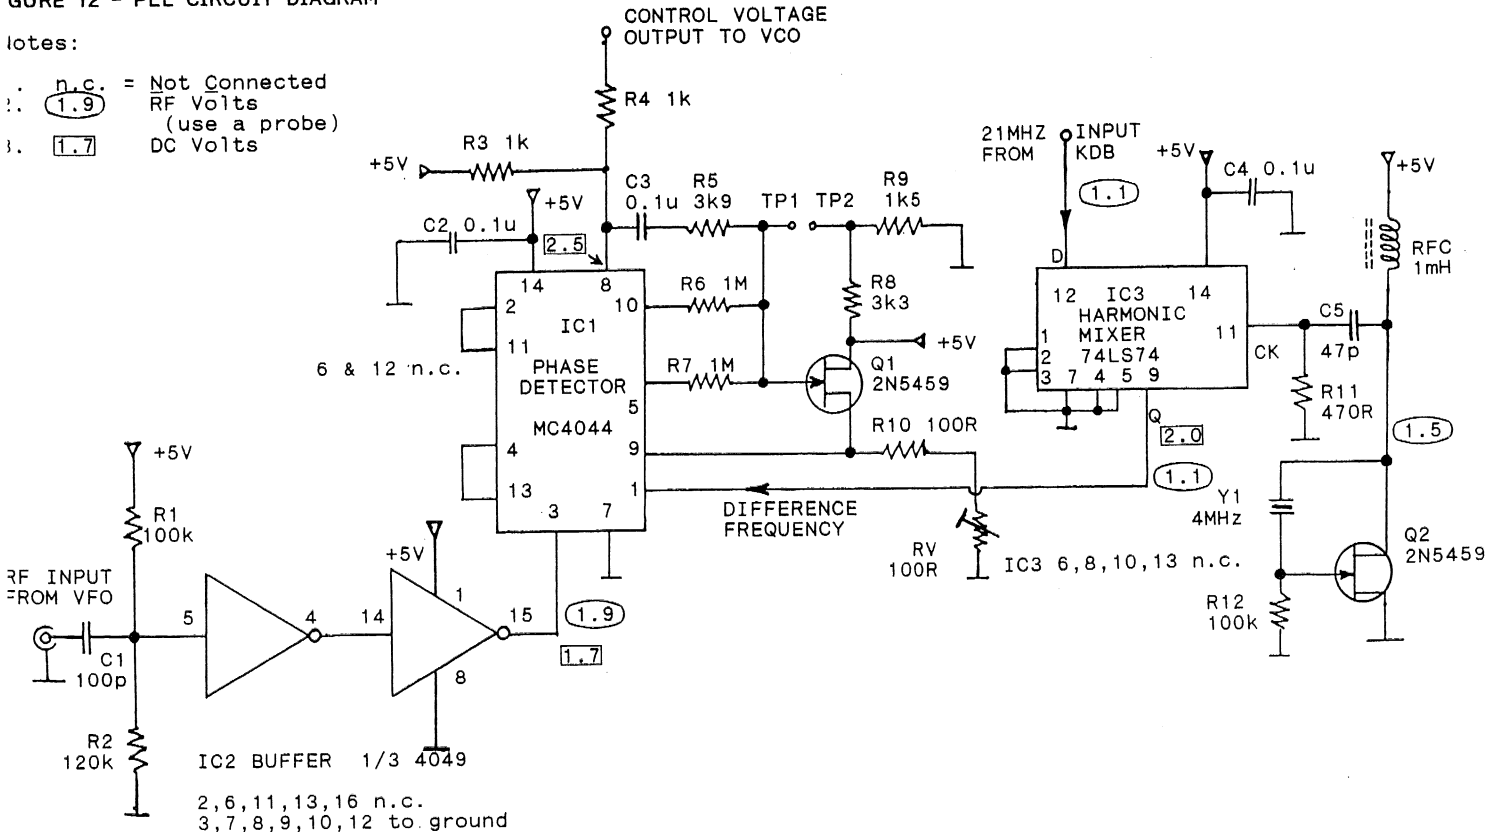 GURE 12 - PLL CIRCUIT DIAGRAM
lotes:
. n.c. = Not Connected
2. 1.9 RF Volts
(use a probe)
3. 1.7 DC Volts
CONTROL VOLTAGE
OUTPUT TO VCO
R4 1k
R3 1k
+5V
+5V
C2 0.1u
2.5
C3
0.1u
R5
3k9
TP1 TP2
R9
1k5
R8
3k3
+5V
R6 1M
R7 1M
Q1
2N5459
R10 100R
14
8
2
10
IC1
11
PHASE
DETECTOR
5
MC4044
4
9
13
1
3
7
6 & 12 n.c.
DIFFERENCE
FREQUENCY
RV
100R
21MHZ INPUT
FROM KDB
1.1
+5V
C4 0.1u
D
12
IC3
14
HARMONIC
MIXER
74LS74
11
1
2
3
7 4 5 9
CK
Q
2.0
1.1
C5
47p
R11
470R
+5V
RFC
1mH
1.5
Y1
4MHz
Q2
2N5459
R12
100k
IC3 6,8,10,13 n.c.
+5V
R1
100k
RF INPUT
FROM VFO
C1
100p
R2
120k
5
4
14
+5V
1
15
8
1.9
1.7
IC2 BUFFER 1/3 4049
2,6,11,13,16 n.c.
3,7,8,9,10,12 to ground